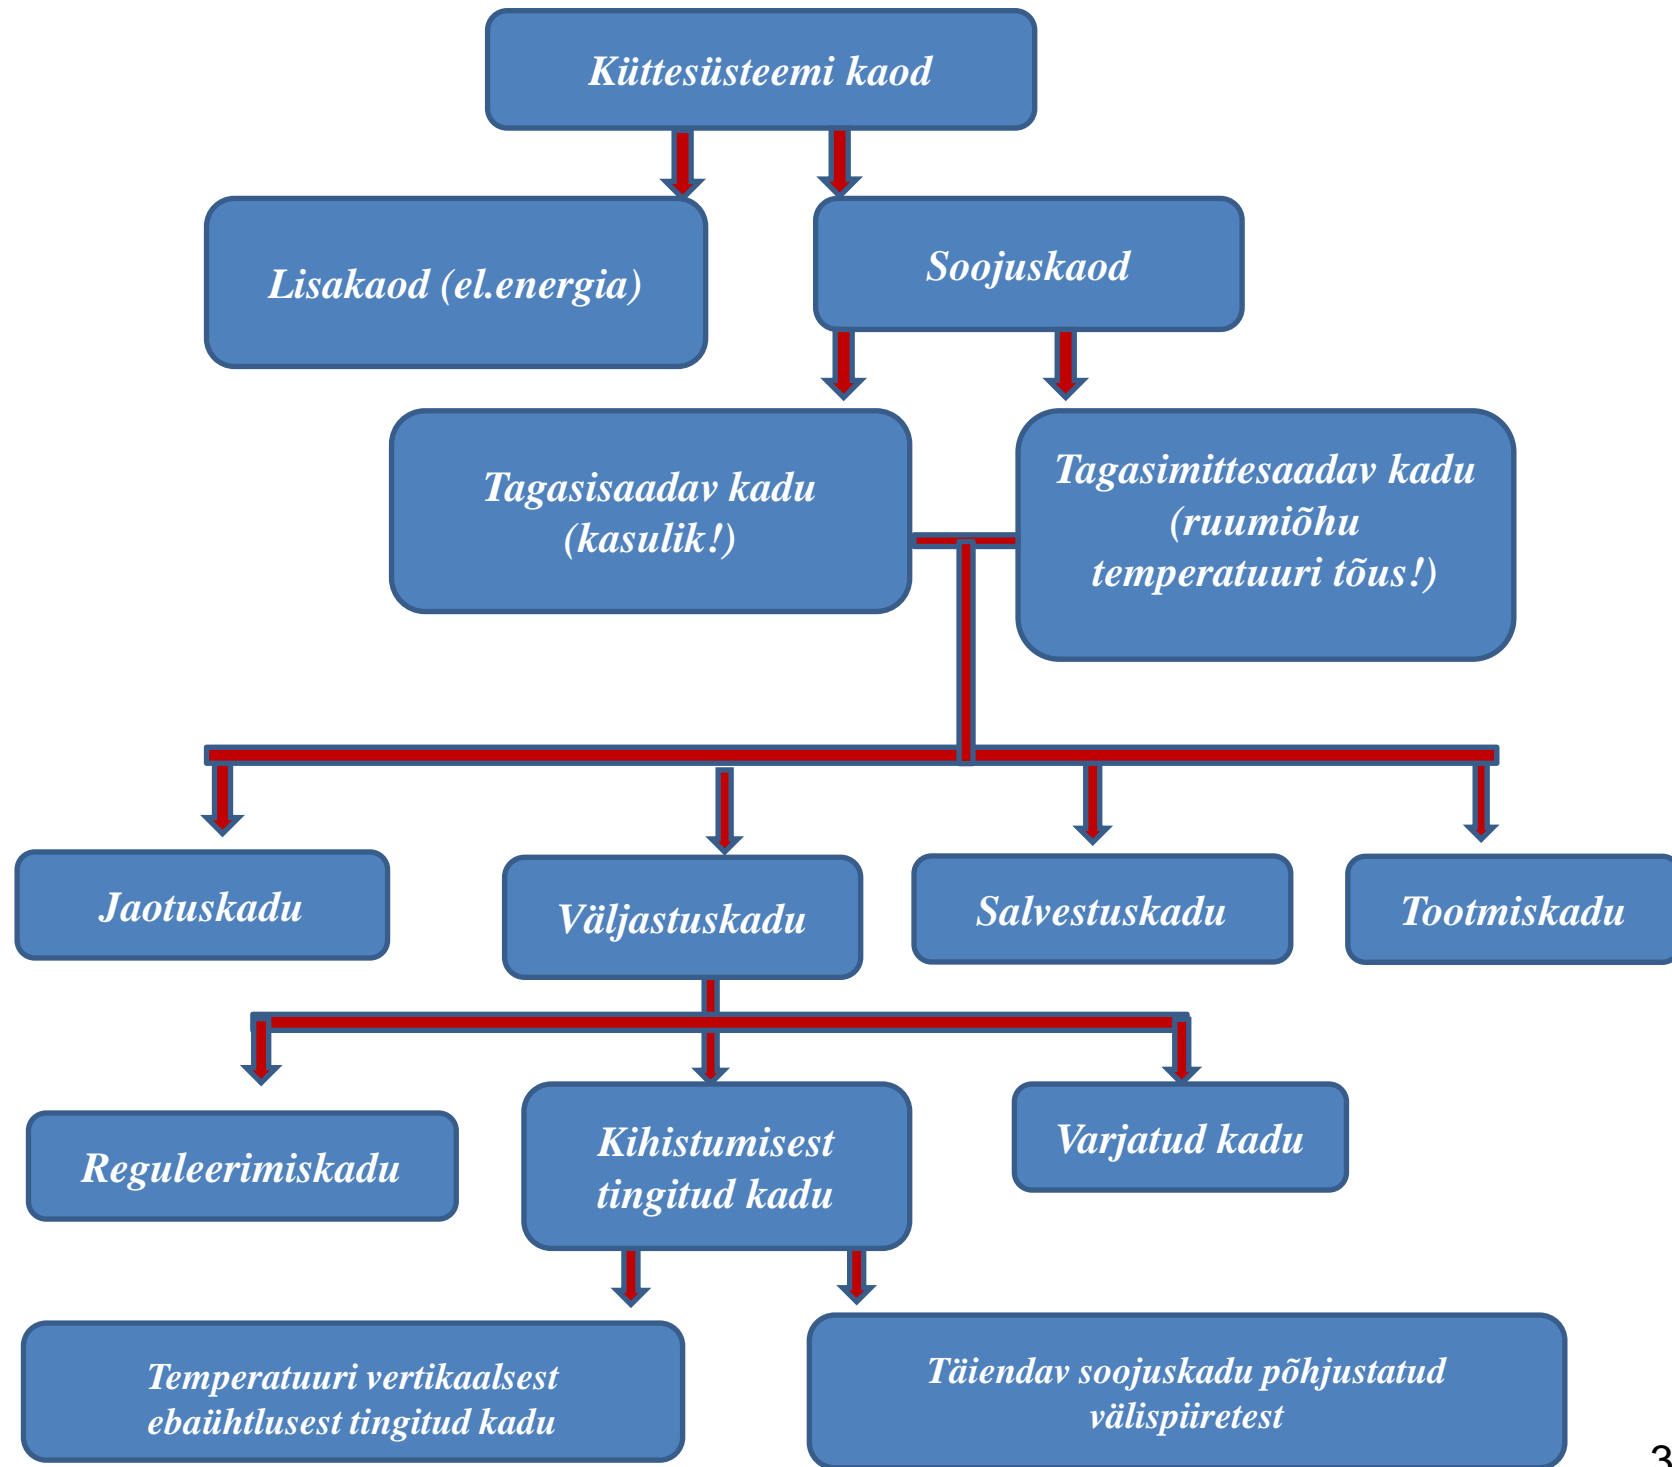 Küttesüsteemi kaod
Lisakaod (el.energia)
Soojuskaod
Tagasisaadav kadu
(kasulik!)
Tagasimittesaadav kadu
(ruumiõhu
temperatuuri tõus!)
Jaotuskadu
Väljastuskadu
Salvestuskadu
Tootmiskadu
Reguleerimiskadu
Kihistumisest
tingitud kadu
Varjatud kadu
Temperatuuri vertikaalsest
ebaühtlusest tingitud kadu
Täiendav soojuskadu põhjustatud
välispiiretest
3